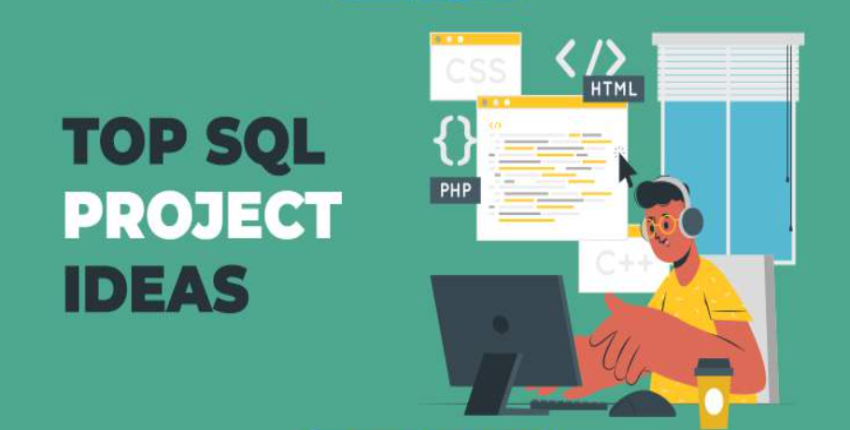 TOP SQL
PROJECT
IDEAS
CSS
</>
HTML
{}
</>
PHP
C++